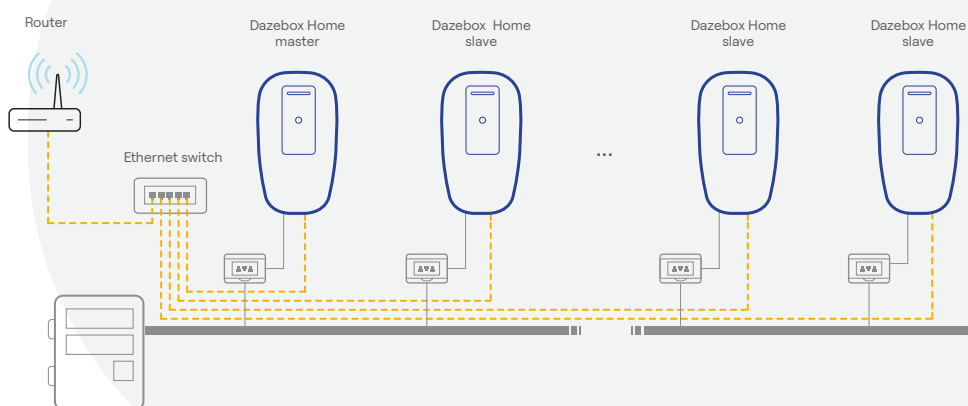 Router
Dazebox Home
master
Dazebox Home
slave
Dazebox Home
slave
Dazebox Home
slave
Ethernet switch
...